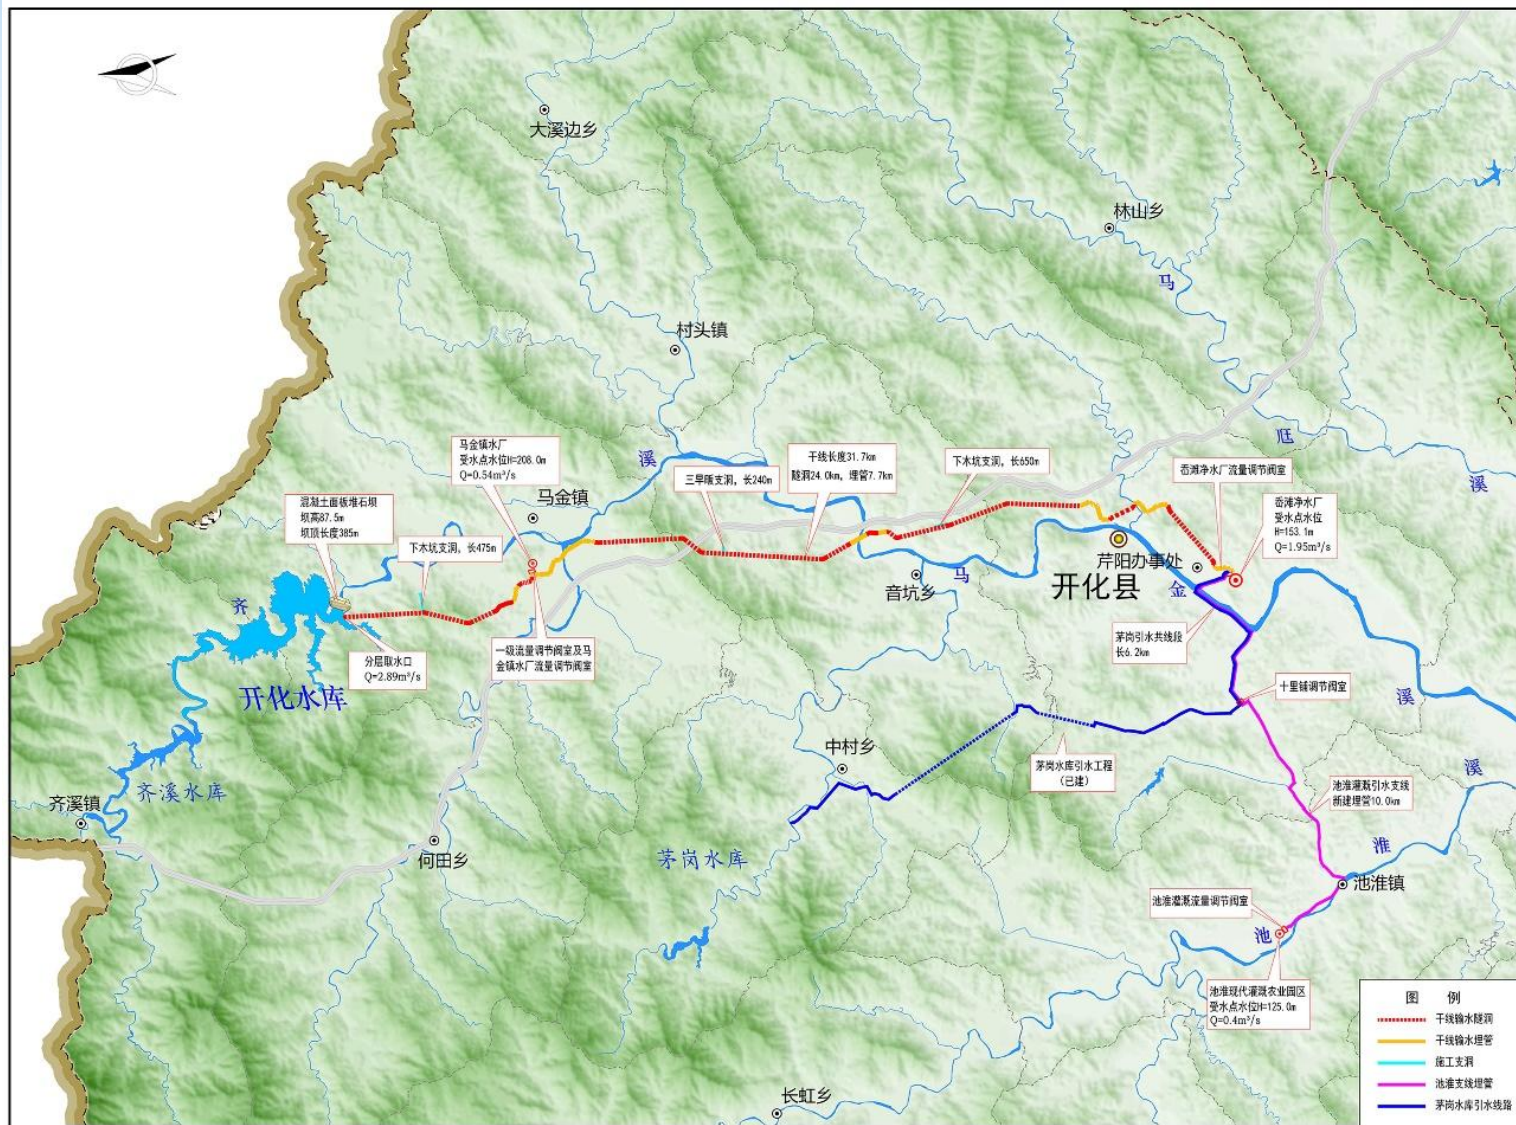 大溪边乡
林山乡
马
村头镇
厓
溪
马金镇水厂
受水点水位H=208.0m
Q=0.54m³/s
溪
三旱畈支洞,长240m
干线长度31.7km
隧洞24.0km,埋管7.7km
下木坑支洞,长650m
岙滩净水厂流量调节阀室
混凝土面板堆石坝
坝高87.5m
坝顶长度385m
马金镇
岙滩净水厂
受水点水位
H=153.1m
Q=1.95m³/s
下木坑支洞,长475m
芹阳办事处
开化县
音坑乡
马
金
齐
分层取水口
Q=2.89m³/s
一级流量调节阀室及马
金镇水厂流量调节阀室
茅岗引水共线段
长6.2km
开化水库
十里铺调节阀室
溪
中村乡
茅岗水库引水工程
(已建)
溪
齐溪水库
齐溪镇
池淮灌溉引水支线
新建埋管10.0km
何田乡
茅岗水库
淮
池淮镇
池淮灌溉流量调节阀室
池
池淮现代灌溉农业园区
受水点水位H=125.0m
Q=0.4m³/s
长虹乡
图 例
干线输水隧洞
干线输水埋管
施工支洞
池淮支线埋管
茅岗水库引水线路